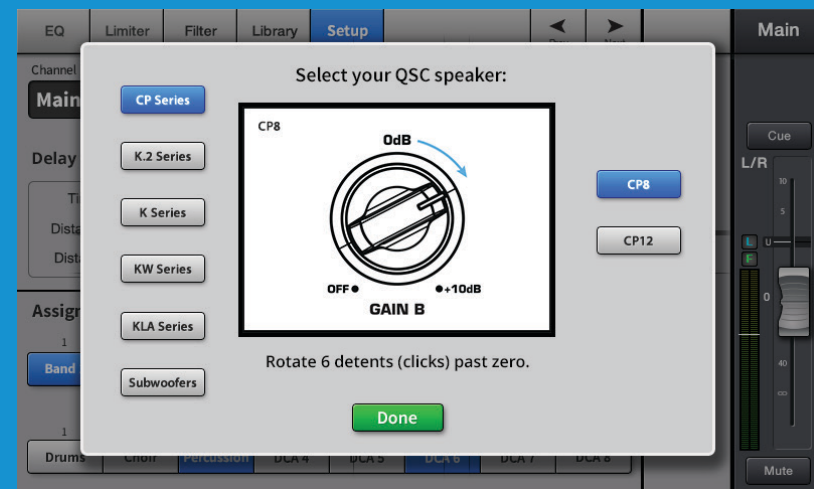 EQ
Limiter
Filter
Library
Setup
Main
Channel
Main
Delay
Assign
1
Band
1
Drums
Choir
Percussion
DCA 4
DCA 5
DCA 6
DCA 7
DCA 8
Select your QSC speaker:
CP Series
K.2 Series
K Series
KW Series
KLA Series
Subwoofers
CP8
0dB
OFF
+10dB
GAIN B
CP8
CP12
Rotate 6 detents (clicks) past zero.
Done
Cue
L/R
10
5
L
U
F
0
40
∞
Mute